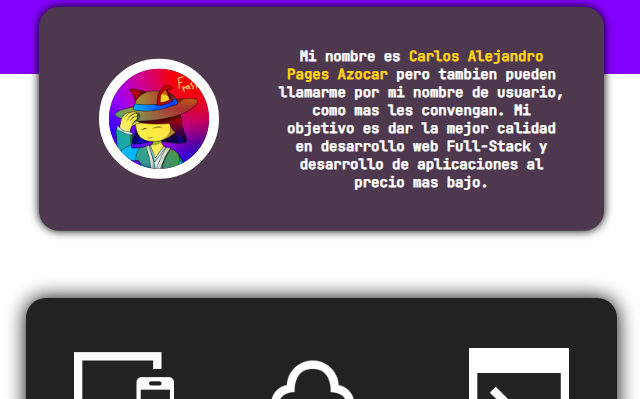 Mi nombre es Carlos Alejandro
Pages Azocar pero tambien pueden
llamarme por mi nombre de usuario,
como mas les convengan. Mi
objetivo es dar la mejor calidad
en desarrollo web Full-Stack y
desarrollo de aplicaciones al
precio mas bajo.